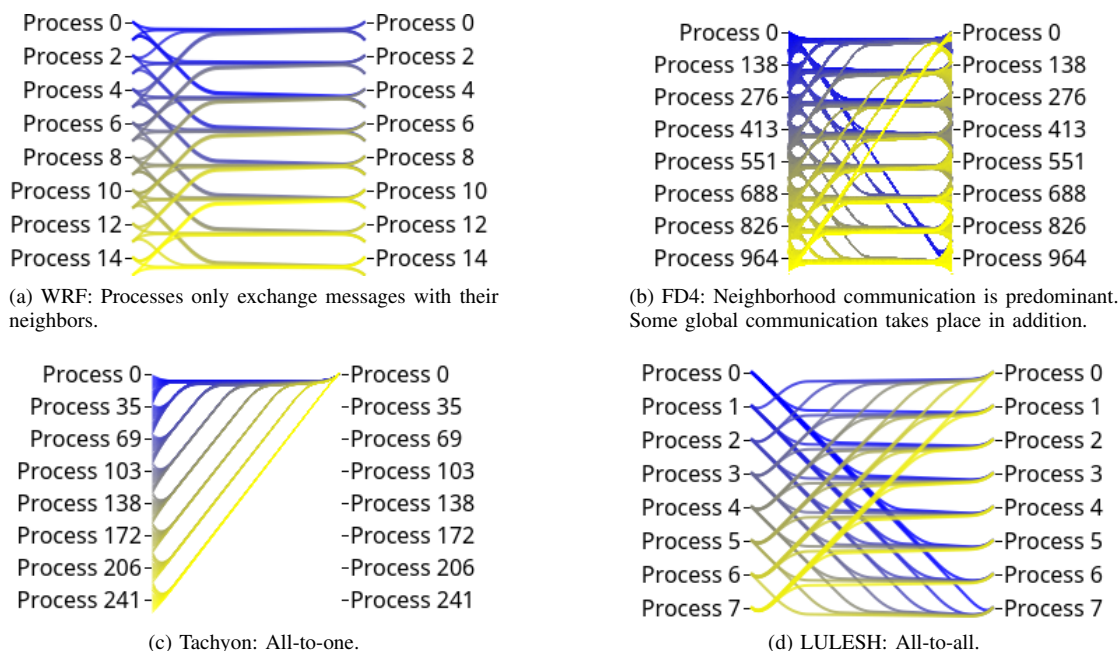 Process 0
Process 2
Process 4
Process 6
Process 8
Process 10
Process 12
Process 14
Process 0
Process 2
Process 4
Process 6
Process 8
Process 10
Process 12
Process 14
(a) WRF: Processes only exchange messages with their
neighbors.
Process 0
Process 138
Process 276
Process 413
Process 551
Process 688
Process 826
Process 964
Process 0
Process 138
Process 276
Process 413
Process 551
Process 688
Process 826
Process 964
(b) FD4: Neighborhood communication is predominant.
Some global communication takes place in addition.
Process 0
Process 35
Process 69
Process 103
Process 138
Process 172
Process 206
Process 241
Process 0
Process 35
Process 69
Process 103
Process 138
Process 172
Process 206
Process 241
(c) Tachyon: All-to-one.
Process 0
Process 1
Process 2
Process 3
Process 4
Process 5
Process 6
Process 7
Process 0
Process 1
Process 2
Process 3
Process 4
Process 5
Process 6
Process 7
(d) LULESH: All-to-all.